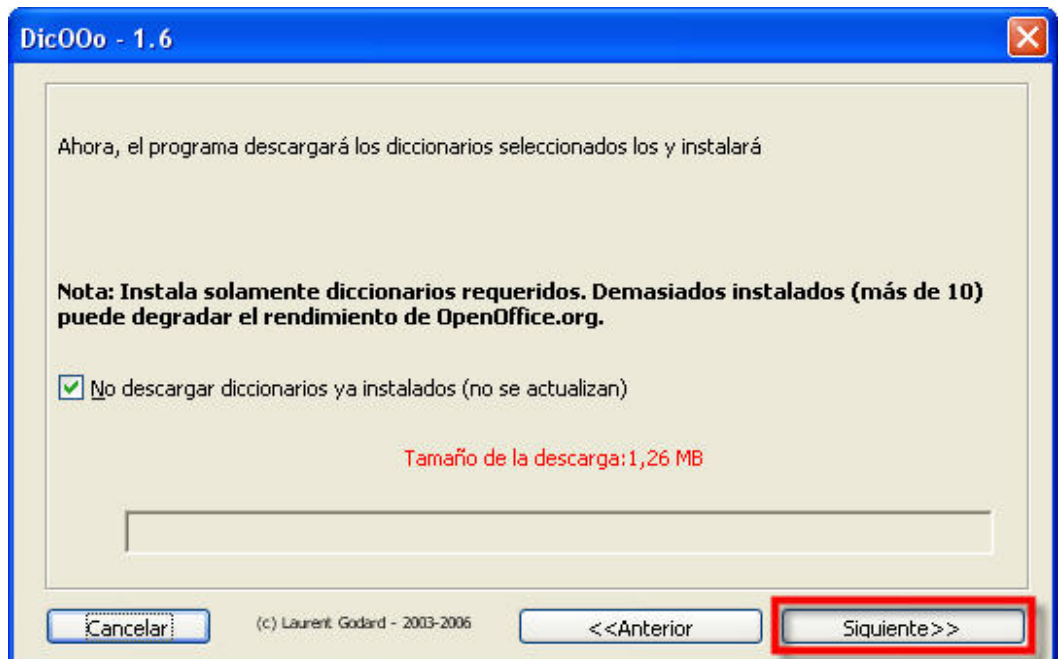 DicOOo - 1.6
Ahora, el programa descargará los diccionarios seleccionados los y instalará
Nota: Instala solamente diccionarios requeridos. Demasiados instalados (más de 10)
puede degradar el rendimiento de OpenOffice.org.
No descargar diccionarios ya instalados (no se actualizan)
Tamaño de la descarga:1,26 MB
Cancelar (c) Laurent Godard - 2003-2006 <<Anterior Siguiente>>